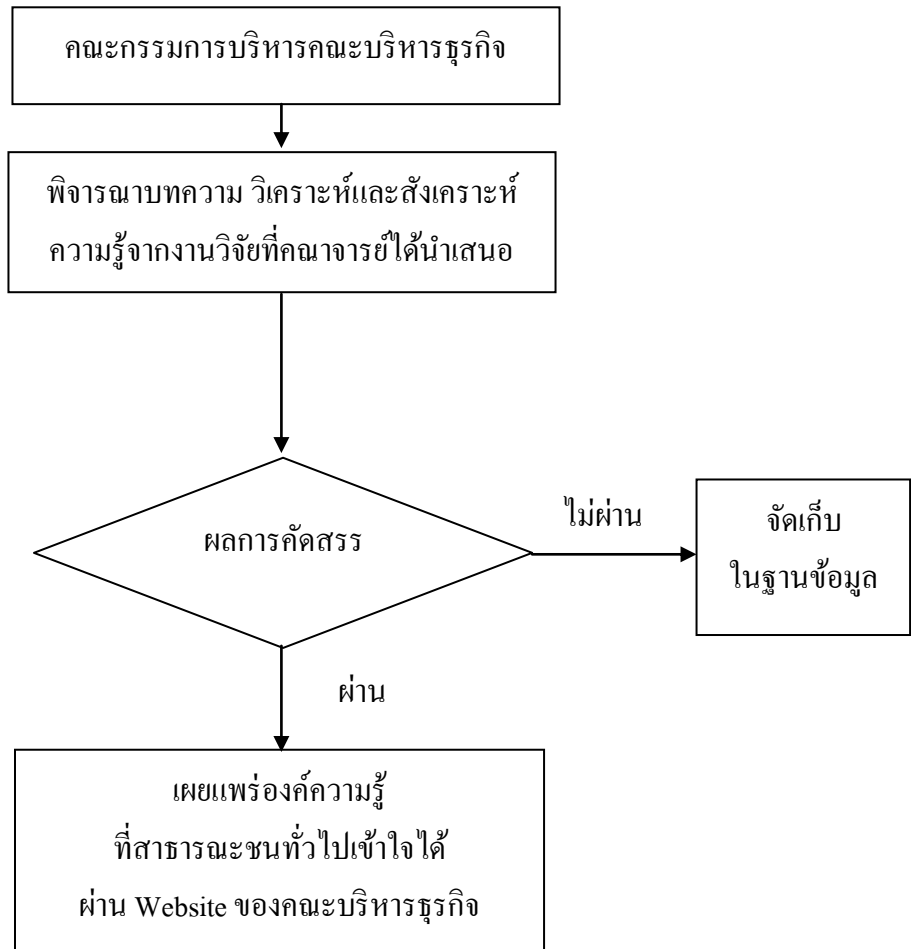 คณะกรรมการบริหารคณะบริหารธุรกิจ
พิจารณาบทความ วิเคราะห์และสังเคราะห์
ความรู้จากงานวิจัยที่คณาจารย์ได้นำเสนอ
ผลการคัดสรร
ไม่ผ่าน
จัดเก็บ
ในฐานข้อมูล
ผ่าน
เผยแพร่องค์ความรู้
ที่สาธารณะชนทั่วไปเข้าใจได้
ผ่าน Website ของคณะบริหารธุรกิจ